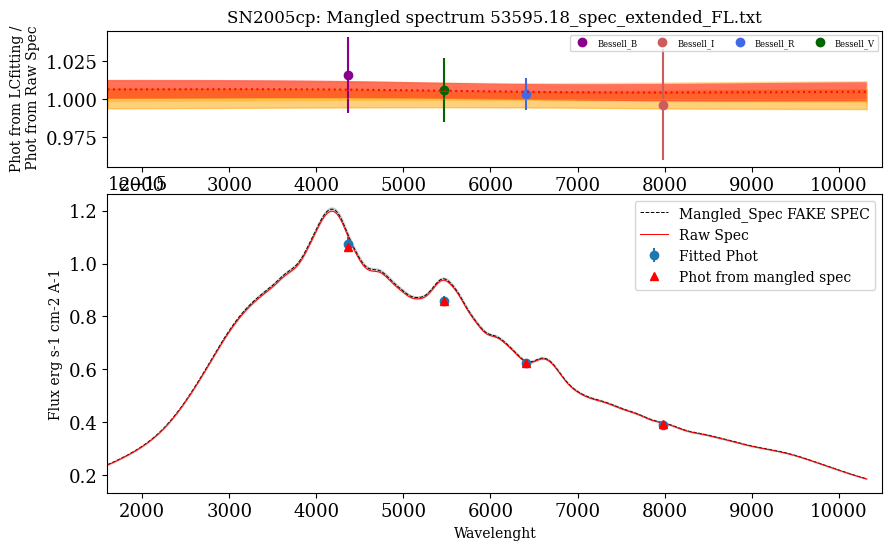 SN2005cp: Mangled spectrum 53595.18_spec_extended_FL.txt
Phot from LCfitting /
Phot from Raw Spec
Bessell_B Bessell_I Bessell_R Bessell_V
1.025
1.000
0.975
2000 3000 4000 5000 6000 7000 8000 9000 10000
1e−15
Flux erg s-1 cm-2 A-1
1.2
1.0
0.8
0.6
0.4
0.2
Mangled_Spec FAKE SPEC
Raw Spec
Fitted Phot
Phot from mangled spec
2000 3000 4000 5000 6000 7000 8000 9000 10000
Wavelenght